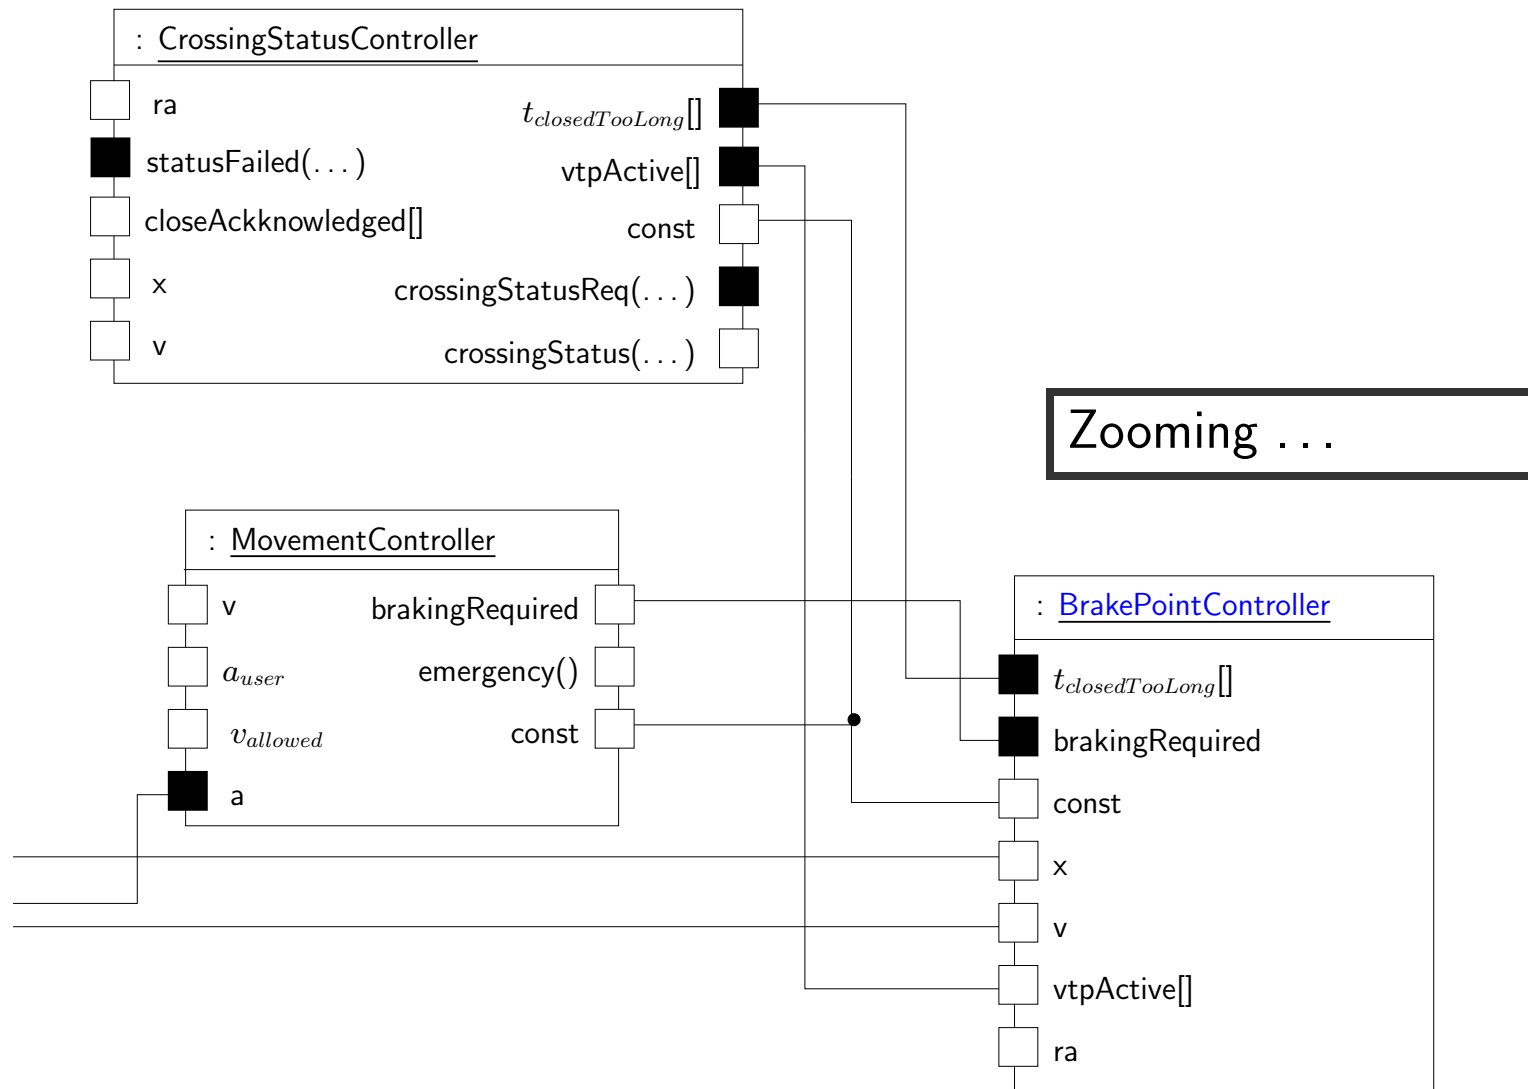 : CrossingStatusController
ra
t_closedTooLong[]
statusFailed(...)
vtpActive[]
closeAckknowledged[]
const
x
crossingStatusReq(...)
v
crossingStatus(...)
Zooming ...
: MovementController
v
brakingRequired
a_user
emergency()
v_allowed
const
a
: BrakePointController
t_closedTooLong[]
brakingRequired
const
x
v
vtpActive[]
ra